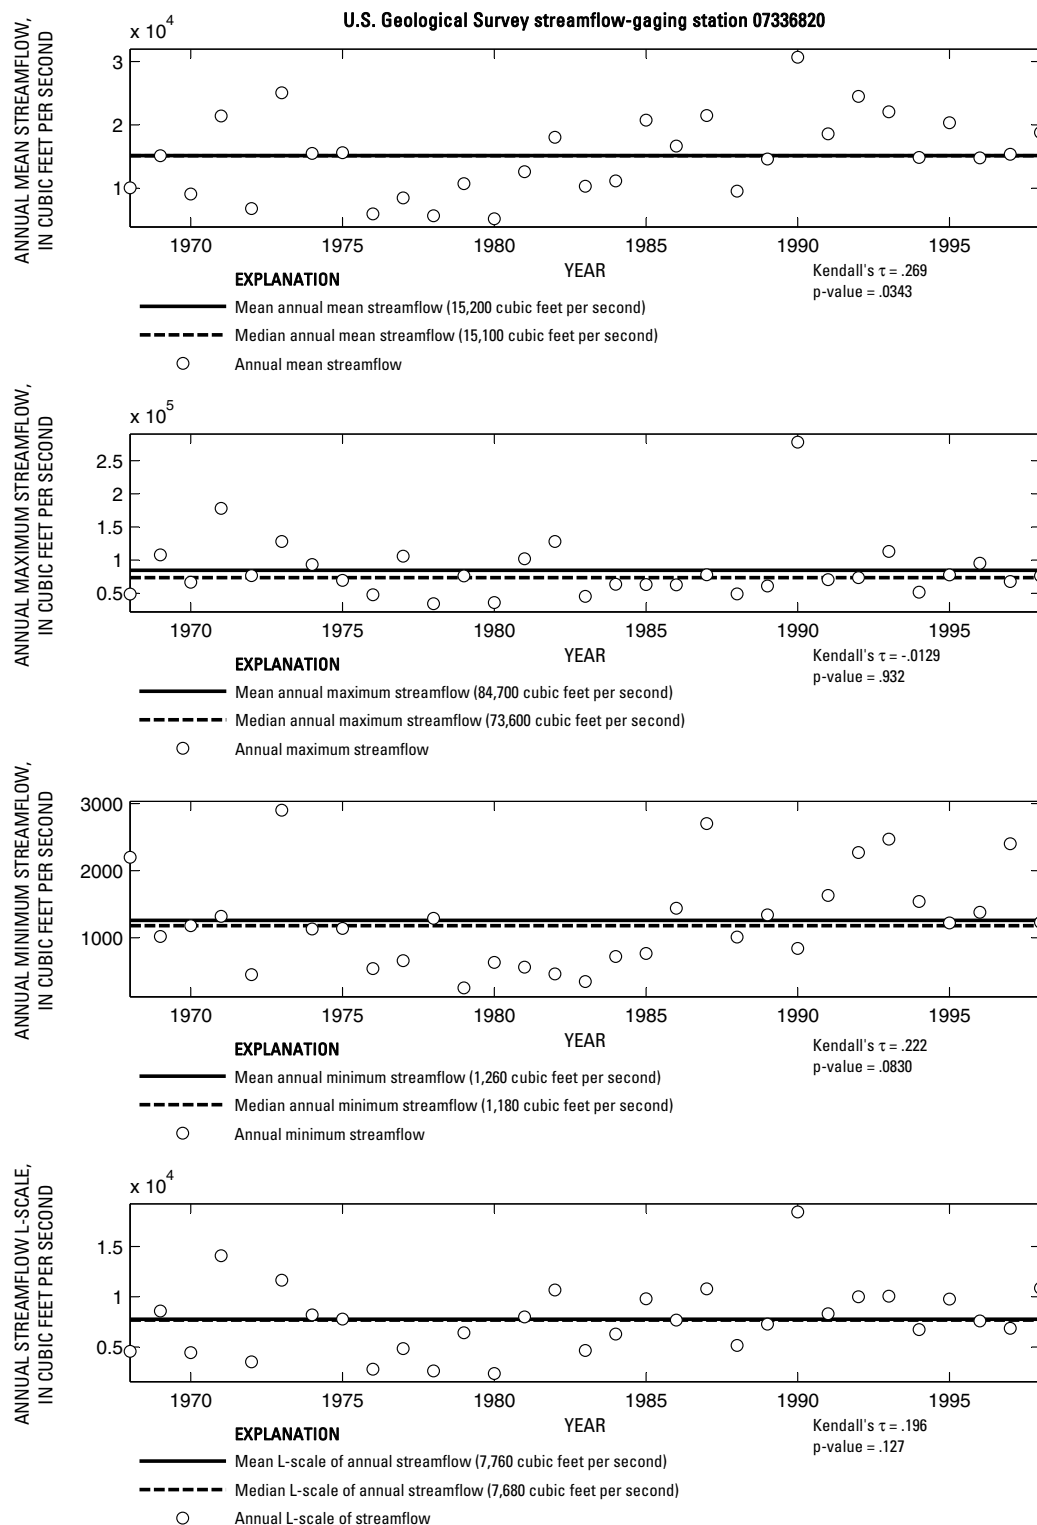 U.S. Geological Survey streamflow-gaging station 07336820
x 10^4
ANNUAL MEAN STREAMFLOW,
IN CUBIC FEET PER SECOND
3
2
1
1970 1975 1980 1985 1990 1995
YEAR
Kendall's τ = .269
p-value = .0343
EXPLANATION
Mean annual mean streamflow (15,200 cubic feet per second)
Median annual mean streamflow (15,100 cubic feet per second)
Annual mean streamflow
x 10^5
ANNUAL MAXIMUM STREAMFLOW,
IN CUBIC FEET PER SECOND
2.5
2
1.5
1
0.5
1970 1975 1980 1985 1990 1995
YEAR
Kendall's τ = -.0129
p-value = .932
EXPLANATION
Mean annual maximum streamflow (84,700 cubic feet per second)
Median annual maximum streamflow (73,600 cubic feet per second)
Annual maximum streamflow
ANNUAL MINIMUM STREAMFLOW,
IN CUBIC FEET PER SECOND
3000
2000
1000
1970 1975 1980 1985 1990 1995
YEAR
Kendall's τ = .222
p-value = .0830
EXPLANATION
Mean annual minimum streamflow (1,260 cubic feet per second)
Median annual minimum streamflow (1,180 cubic feet per second)
Annual minimum streamflow
x 10^4
ANNUAL STREAMFLOW L-SCALE,
IN CUBIC FEET PER SECOND
1.5
1
0.5
1970 1975 1980 1985 1990 1995
YEAR
Kendall's τ = .196
p-value = .127
EXPLANATION
Mean L-scale of annual streamflow (7,760 cubic feet per second)
Median L-scale of annual streamflow (7,680 cubic feet per second)
Annual L-scale of streamflow